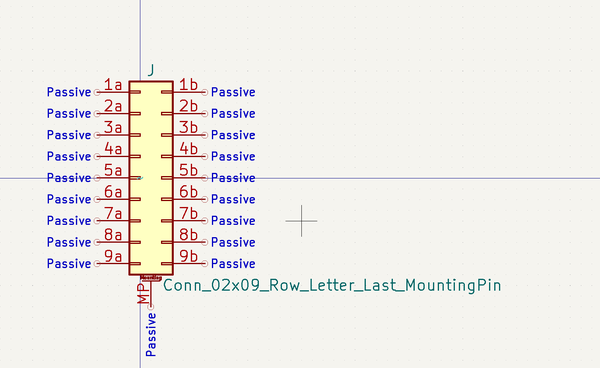 J
Passive 1a 1b Passive
Passive 2a 2b Passive
Passive 3a 3b Passive
Passive 4a 4b Passive
Passive 5a 5b Passive
Passive 6a 6b Passive
Passive 7a 7b Passive
Passive 8a 8b Passive
Passive 9a 9b Passive
Mounting
Conn_02x09_Row_Letter_Last_MountingPin
MP
Passive